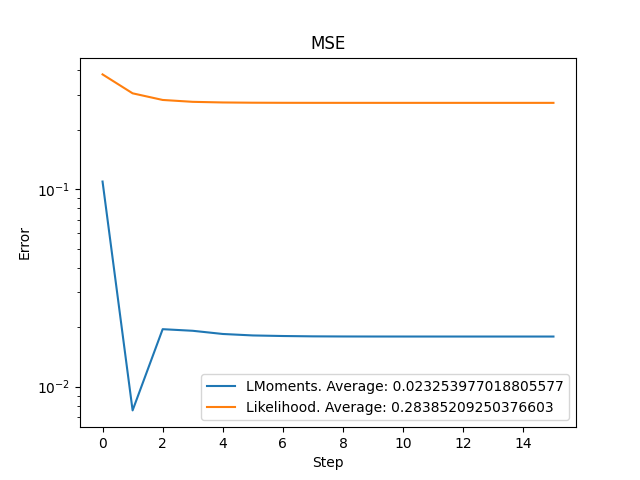 MSE
Error
10⁻¹
10⁻²
LMoments. Average: 0.023253977018805577
Likelihood. Average: 0.28385209250376603
0 2 4 6 8 10 12 14
Step